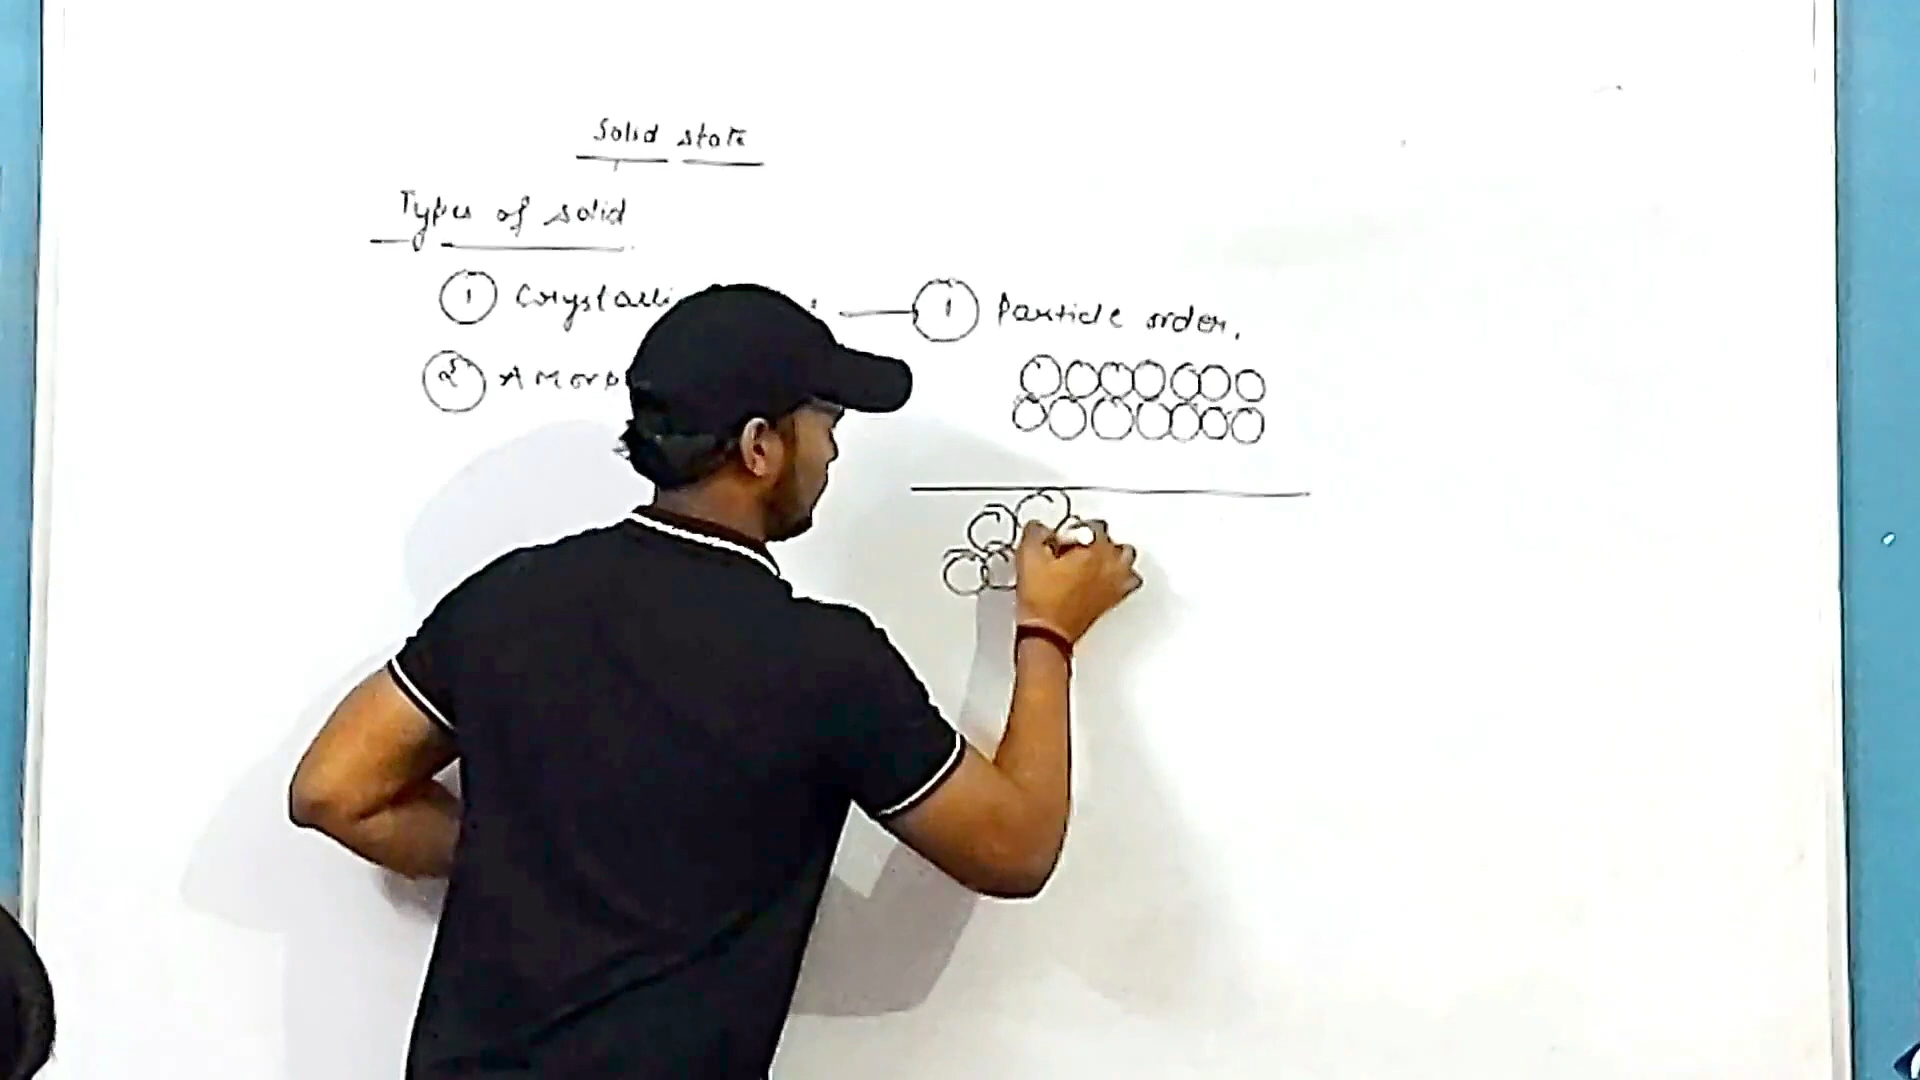 Solid state
Types of solid
① Crystalli
② Amorp
① Particle order.